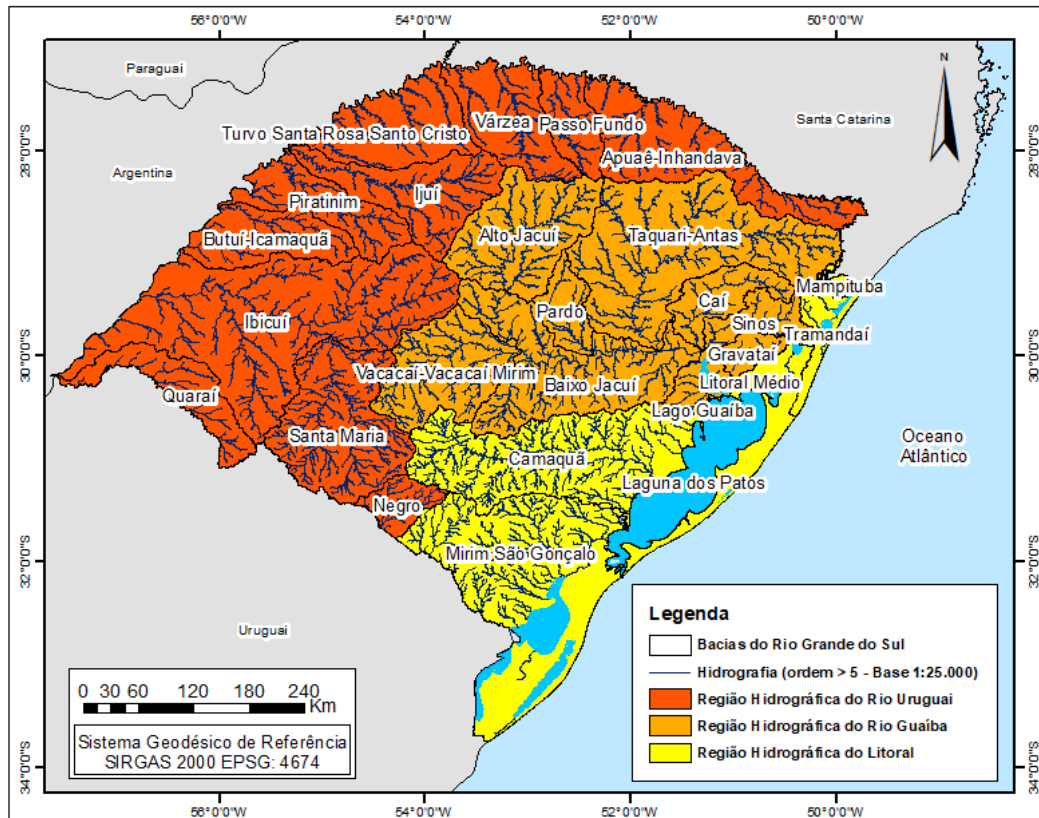 56°0'0"W 54°0'0"W 52°0'0"W 50°0'0"W
28°0'0"S
30°0'0"S
32°0'0"S
34°0'0"S
28°0'0"S
30°0'0"S
32°0'0"S
34°0'0"S
Paraguai
N
Santa Catarina
Argentina
Turvo Santa Rosa Santo Cristo
Várzea
Passo Fundo
Apuaê-Inhandava
Ijuí
Piratinim
Butuí-Icamaquã
Alto Jacuí
Taquari-Antas
Mampituba
Caí
Pardo
Sinos
Tramandaí
Ibicuí
Gravataí
Vacacaí-Vacacaí Mirim
Baixo Jacuí
Litoral Médio
Quaraí
Lago Guaíba
Santa Maria
Camaquã
Oceano
Atlântico
Laguna dos Patos
Negro
Mirim São Gonçalo
Uruguai
Legenda
Bacias do Rio Grande do Sul
Hidrografia (ordem > 5 - Base 1:25.000)
Região Hidrográfica do Rio Uruguai
Região Hidrográfica do Rio Guaíba
Região Hidrográfica do Litoral
0 30 60 120 180 240
Km
Sistema Geodésico de Referência
SIRGAS 2000 EPSG: 4674
56°0'0"W 54°0'0"W 52°0'0"W 50°0'0"W